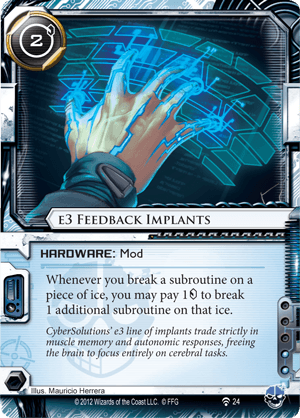 2
e3 Feedback Implants
HARDWARE: Mod
Whenever you break a subroutine on a
piece of ice, you may pay 1 to break
1 additional subroutine on that ice.
CyberSolutions' e3 line of implants trade strictly in
muscle memory and autonomic responses, freeing
the brain to focus entirely on cerebral tasks.
Illus. Mauricio Herrera
© 2012 Wizards of the Coast LLC. © FFG
24